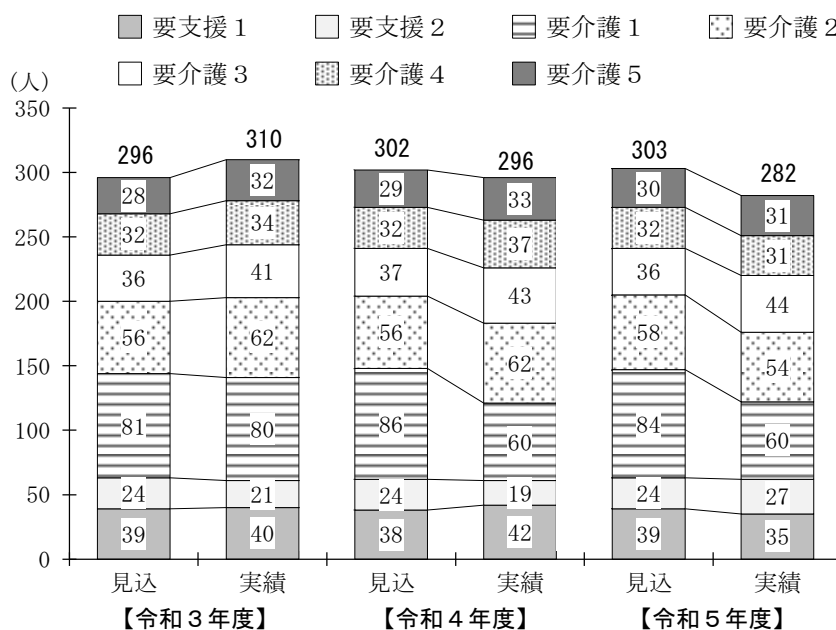 要支援１ 要支援２ 要介護１ 要介護２
要介護３ 要介護４ 要介護５
(人)
350
300
250
200
150
100
50
0
296 310 302 296 303 282
28 32 29 33 30 31
32 34 32 37 32 31
36 41 37 43 36 44
56 62 56 62 58 54
81 80 86 60 84 60
24 21 24 19 24 27
39 40 38 42 39 35
見込 実績 見込 実績 見込 実績
【令和３年度】 【令和４年度】 【令和５年度】